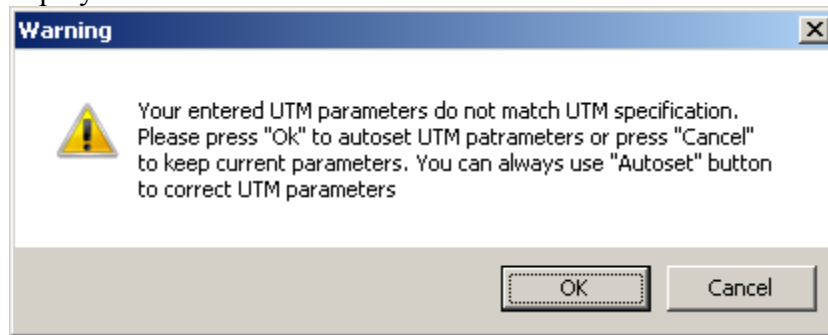 Warning
Your entered UTM parameters do not match UTM specification.
Please press "Ok" to autoset UTM patrameters or press "Cancel"
to keep current parameters. You can always use "Autoset" button
to correct UTM parameters
OK
Cancel